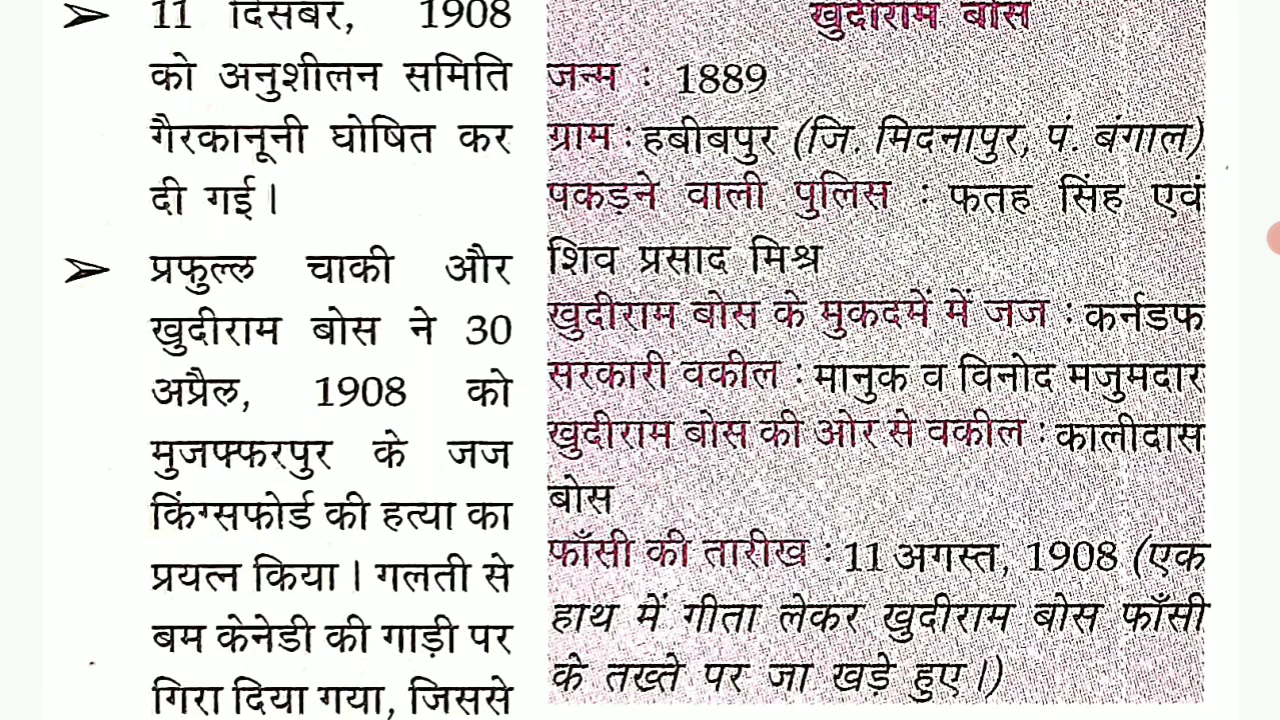 ➢ 11 दिसंबर, 1908
को अनुशीलन समिति
गैरकानूनी घोषित कर
दी गई।
➢ प्रफुल्ल चाकी और
खुदीराम बोस ने 30
अप्रैल, 1908 को
मुजफ्फरपुर के जज
किंग्सफोर्ड की हत्या का
प्रयत्न किया। गलती से
बम केनेडी की गाड़ी पर
गिरा दिया गया, जिससे
खुदीराम बोस
जन्म : 1889
ग्राम : हबीबपुर (जि. मिदनापुर, पं. बंगाल)
पकड़ने वाली पुलिस : फतह सिंह एवं
शिव प्रसाद मिश्र
खुदीराम बोस के मुकदमें में जज : कर्नडफ
सरकारी वकील : मानुक व विनोद मजुमदार
खुदीराम बोस की ओर से वकील : कालीदास
बोस
फाँसी की तारीख : 11 अगस्त, 1908 (एक
हाथ में गीता लेकर खुदीराम बोस फाँसी
के तख्ते पर जा खड़े हुए।)